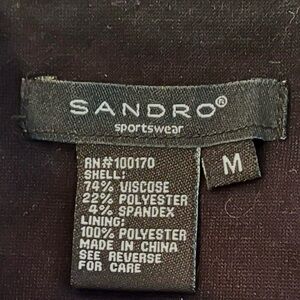 SANDRO®
sportswear
M
RN#100170
SHELL:
74% VISCOSE
22% POLYESTER
4% SPANDEX
LINING:
100% POLYESTER
MADE IN CHINA
SEE REVERSE
FOR CARE